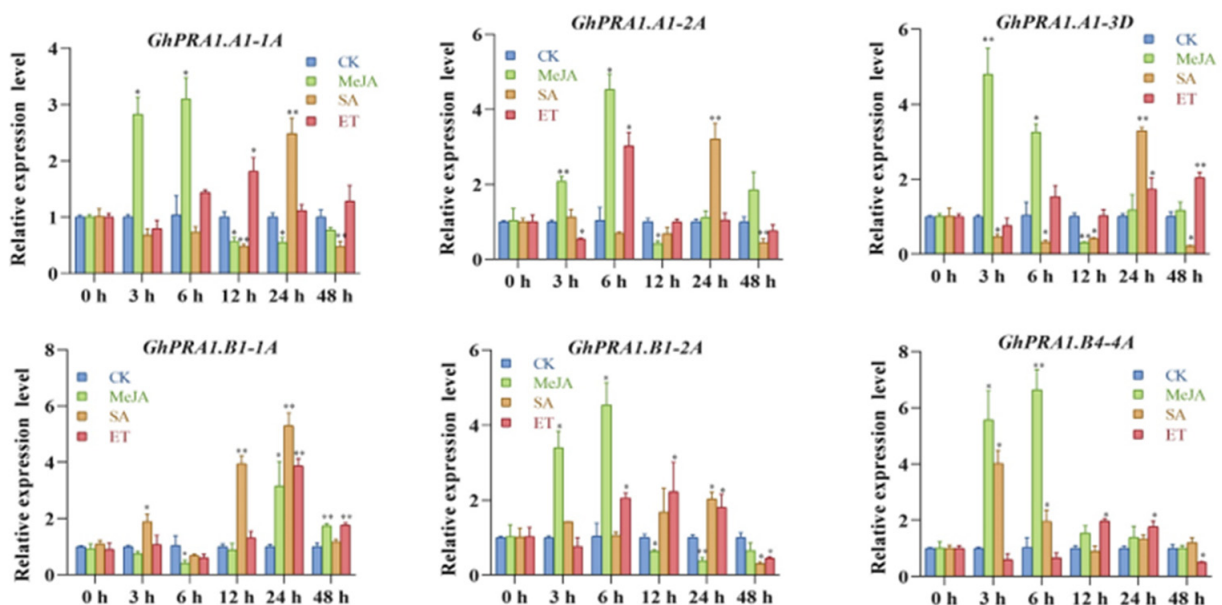 GhPRA1.A1-1A
Relative expression level
4
3
2
1
0
CK
MeJA
SA
ET
* * * ** * ** * ** 
0 h 3 h 6 h 12 h 24 h 48 h
GhPRA1.A1-2A
Relative expression level
6
4
2
0
CK
MeJA
SA
ET
** * * * * ** **
0 h 3 h 6 h 12 h 24 h 48 h
GhPRA1.A1-3D
Relative expression level
6
4
2
0
CK
MeJA
SA
ET
** * * * ** * ** * * **
0 h 3 h 6 h 12 h 24 h 48 h
GhPRA1.B1-1A
Relative expression level
8
6
4
2
0
CK
MeJA
SA
ET
* * ** * ** ** ** **
0 h 3 h 6 h 12 h 24 h 48 h
GhPRA1.B1-2A
Relative expression level
6
4
2
0
CK
MeJA
SA
ET
* * * * * ** * * * *
0 h 3 h 6 h 12 h 24 h 48 h
GhPRA1.B4-4A
Relative expression level
8
6
4
2
0
CK
MeJA
SA
ET
* * ** * * * *
0 h 3 h 6 h 12 h 24 h 48 h